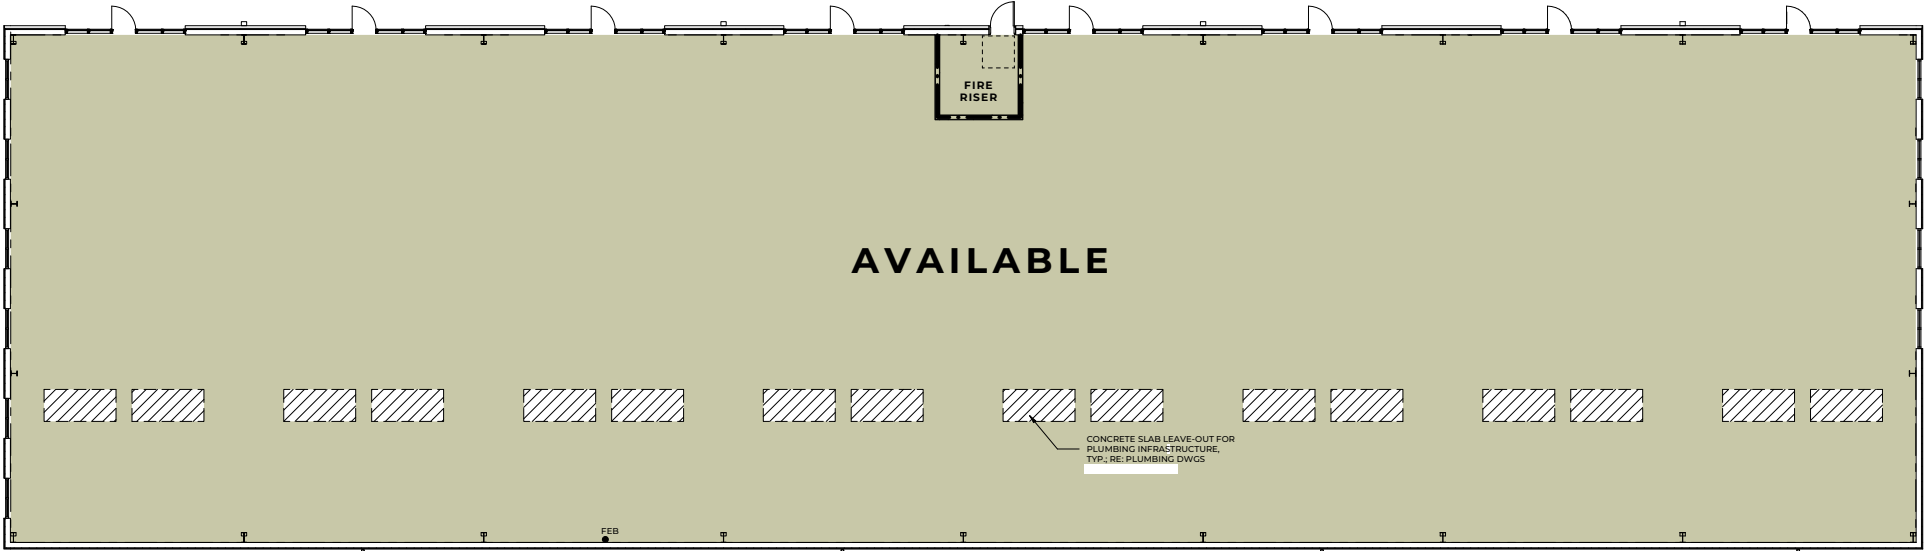 FIRE
RISER
AVAILABLE
CONCRETE SLAB LEAVE-OUT FOR
PLUMBING INFRASTRUCTURE,
TYP.; RE: PLUMBING DWGS
FEB